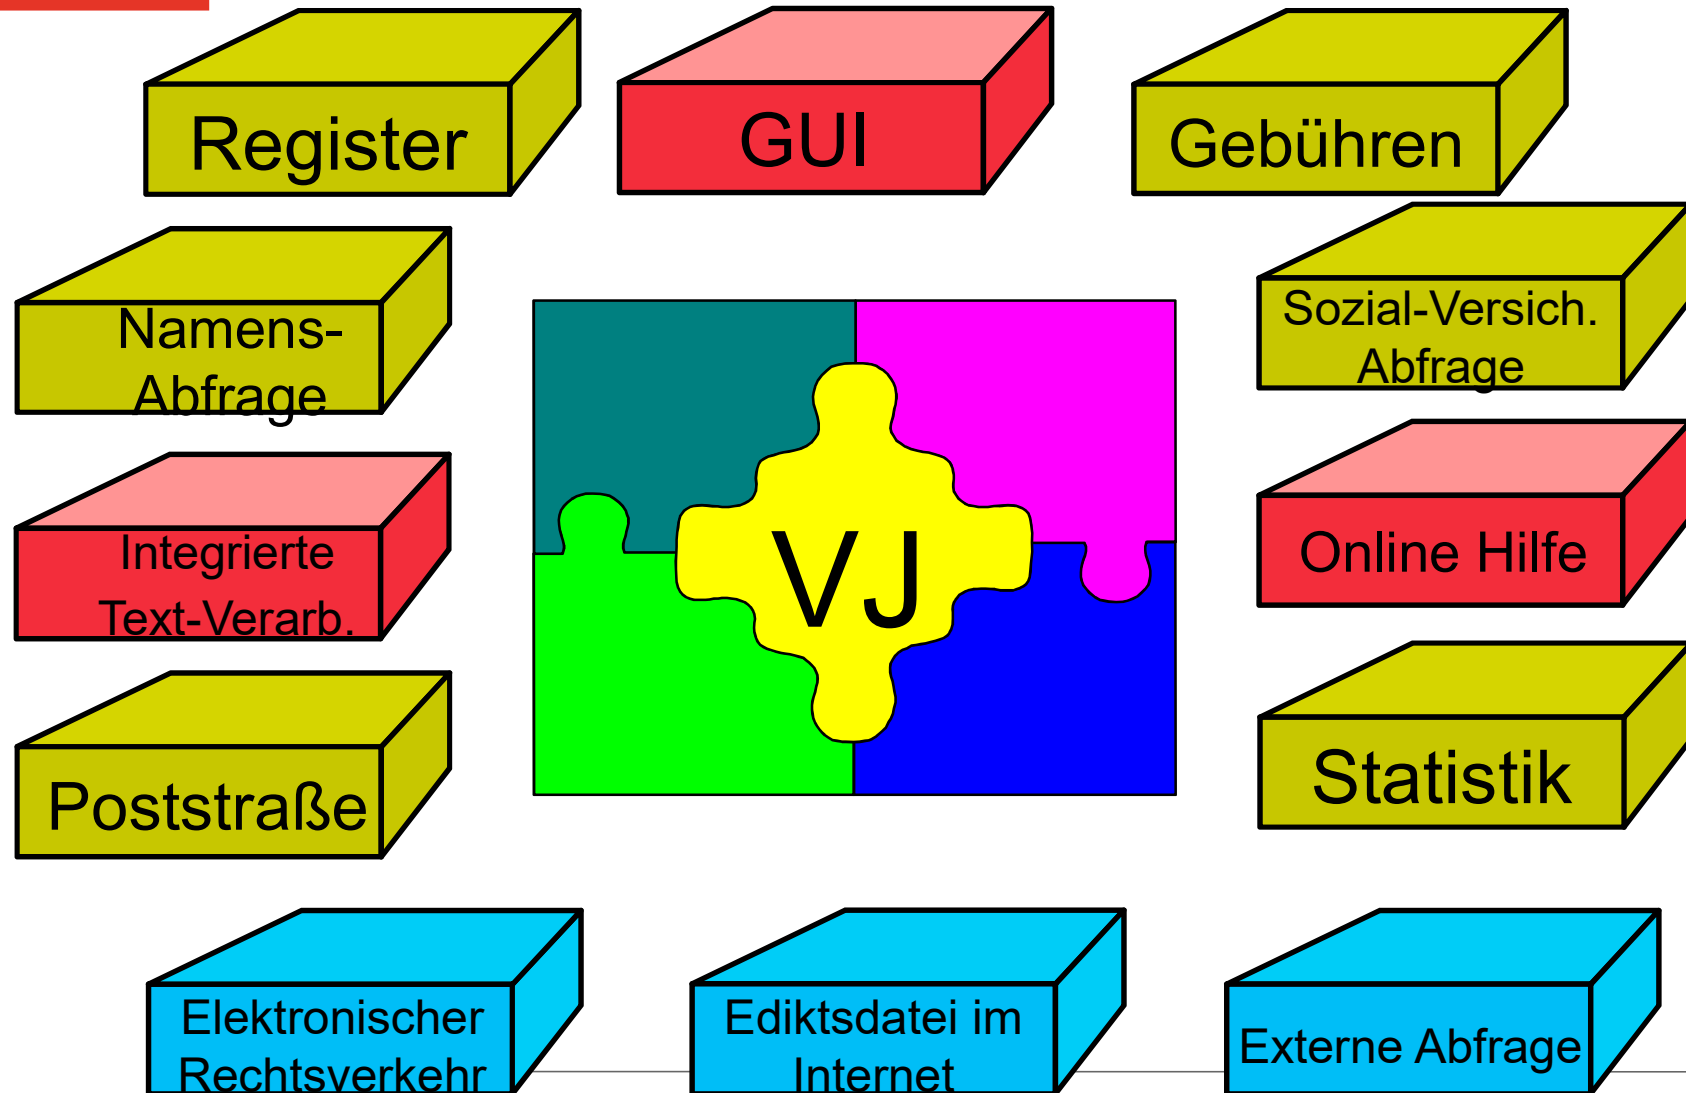 Register
GUI
Gebühren
Namens-
Abfrage
Sozial-Versich.
Abfrage
Integrierte
Text-Verarb.
VJ
Online Hilfe
Poststraße
Statistik
Elektronischer
Rechtsverkehr
Ediktsdatei im
Internet
Externe Abfrage